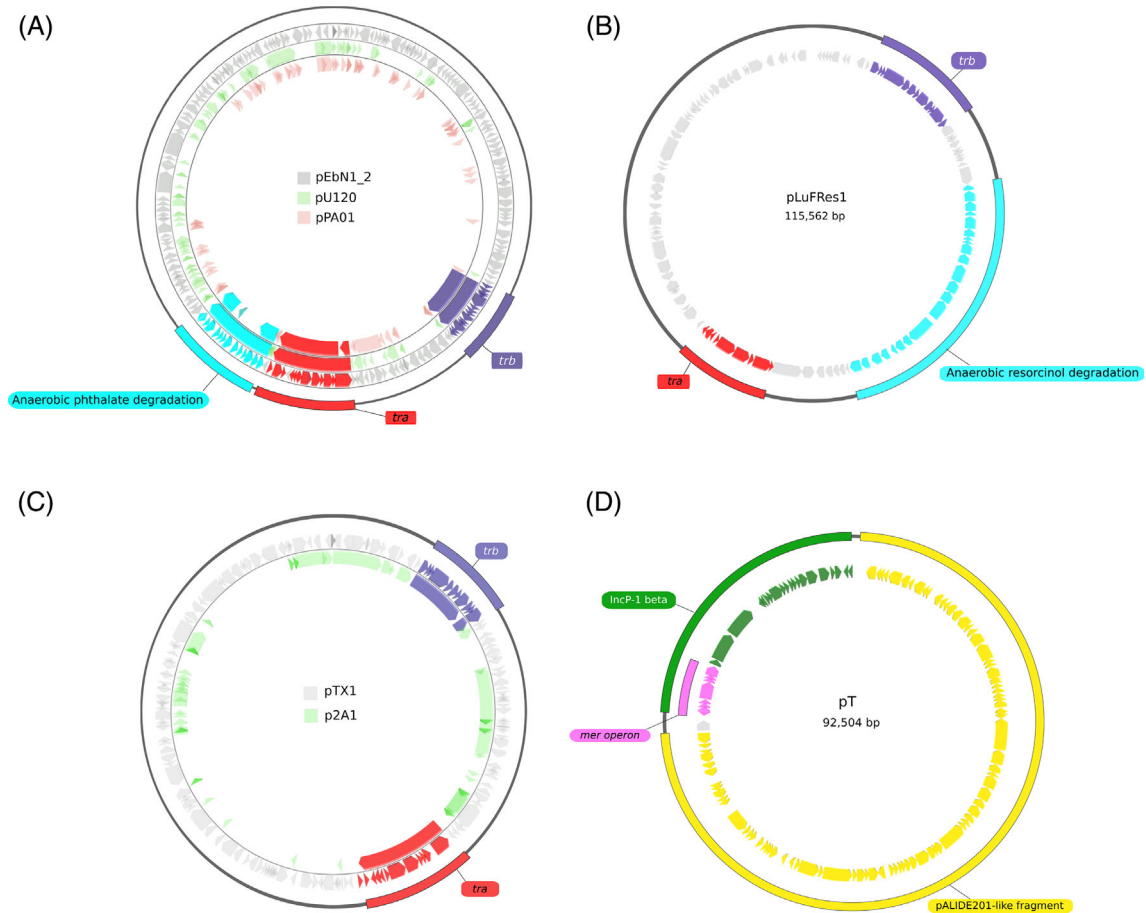 (A)
pEbN1_2
pU120
pPA01
trb
Anaerobic phthalate degradation
tra
(B)
trb
pLuFRes1
115,562 bp
Anaerobic resorcinol degradation
tra
(C)
trb
pTX1
p2A1
tra
(D)
IncP-1 beta
pT
92,504 bp
mer operon
pALIDE201-like fragment